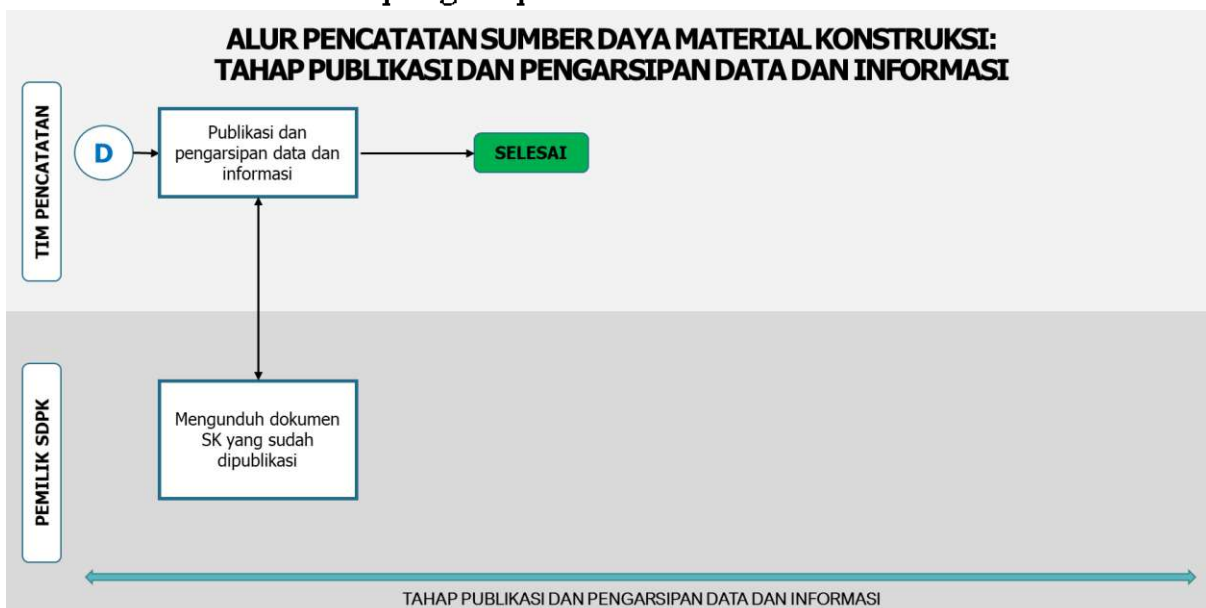 ALUR PENCATATAN SUMBER DAYA MATERIAL KONSTRUKSI:
TAHAP PUBLIKASI DAN PENGARSIPAN DATA DAN INFORMASI
TIM PENCATATAN
D
Publikasi dan
pengarsipan data dan
informasi
SELESAI
PEMILIK SDPK
Mengunduh dokumen
SK yang sudah
dipublikasi
TAHAP PUBLIKASI DAN PENGARSIPAN DATA DAN INFORMASI